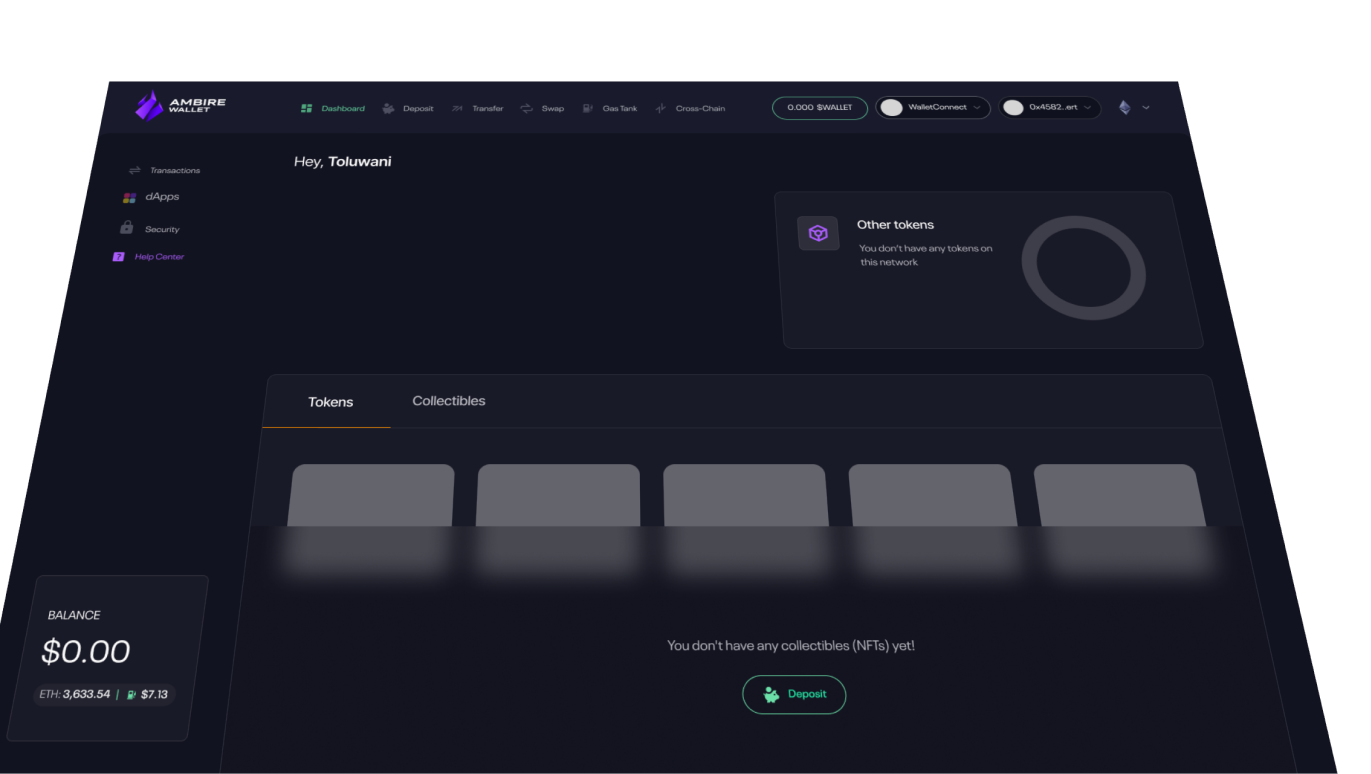 AMBIRE
WALLET
Dashboard
Deposit
Transfer
Swap
Gas Tank
Cross-Chain
0.000 $WALLET
WalletConnect
0x4582...ert
Transactions
dApps
Security
? Help Center
Hey, Toluwani
Other tokens
You don't have any tokens on
this network
Tokens
Collectibles
BALANCE
$0.00
ETH: 3,633.54 | $7.13
You don't have any collectibles (NFTs) yet!
Deposit